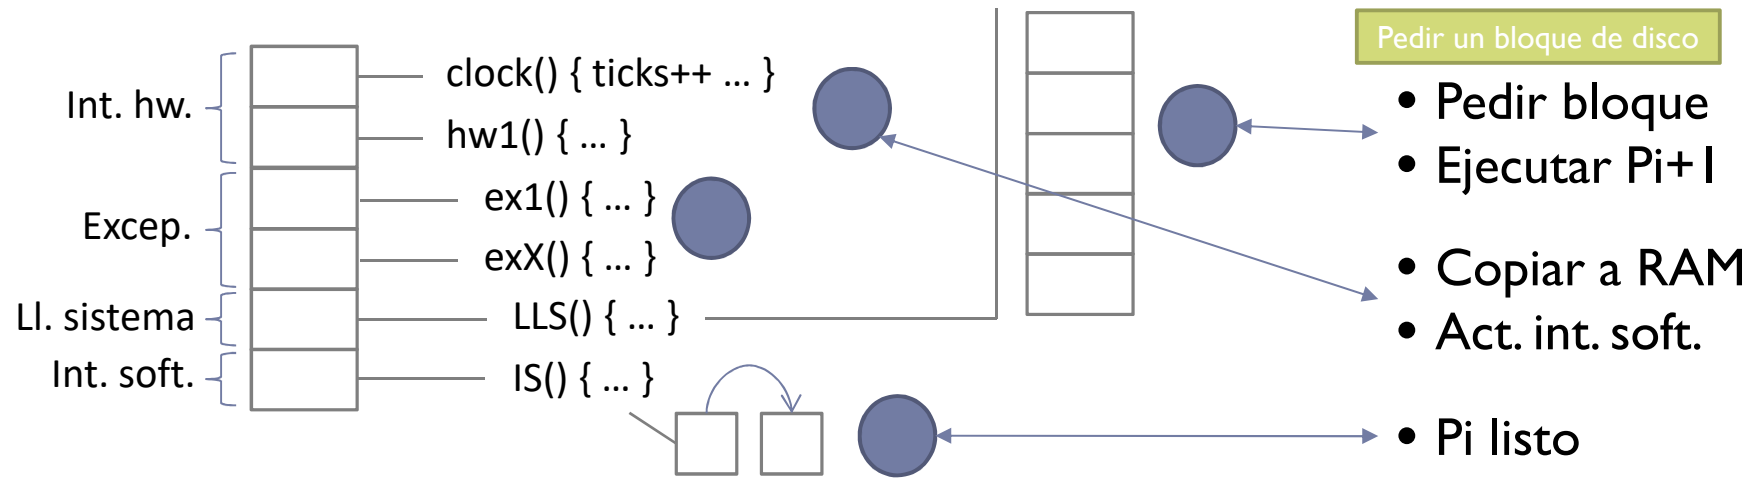 Int. hw.
clock() { ticks++ ... }
hw1() { ... }
Excep.
ex1() { ... }
exX() { ... }
Ll. sistema
LLS() { ... }
Int. soft.
IS() { ... }
Pedir un bloque de disco
• Pedir bloque
• Ejecutar Pi+1
• Copiar a RAM
• Act. int. soft.
• Pi listo